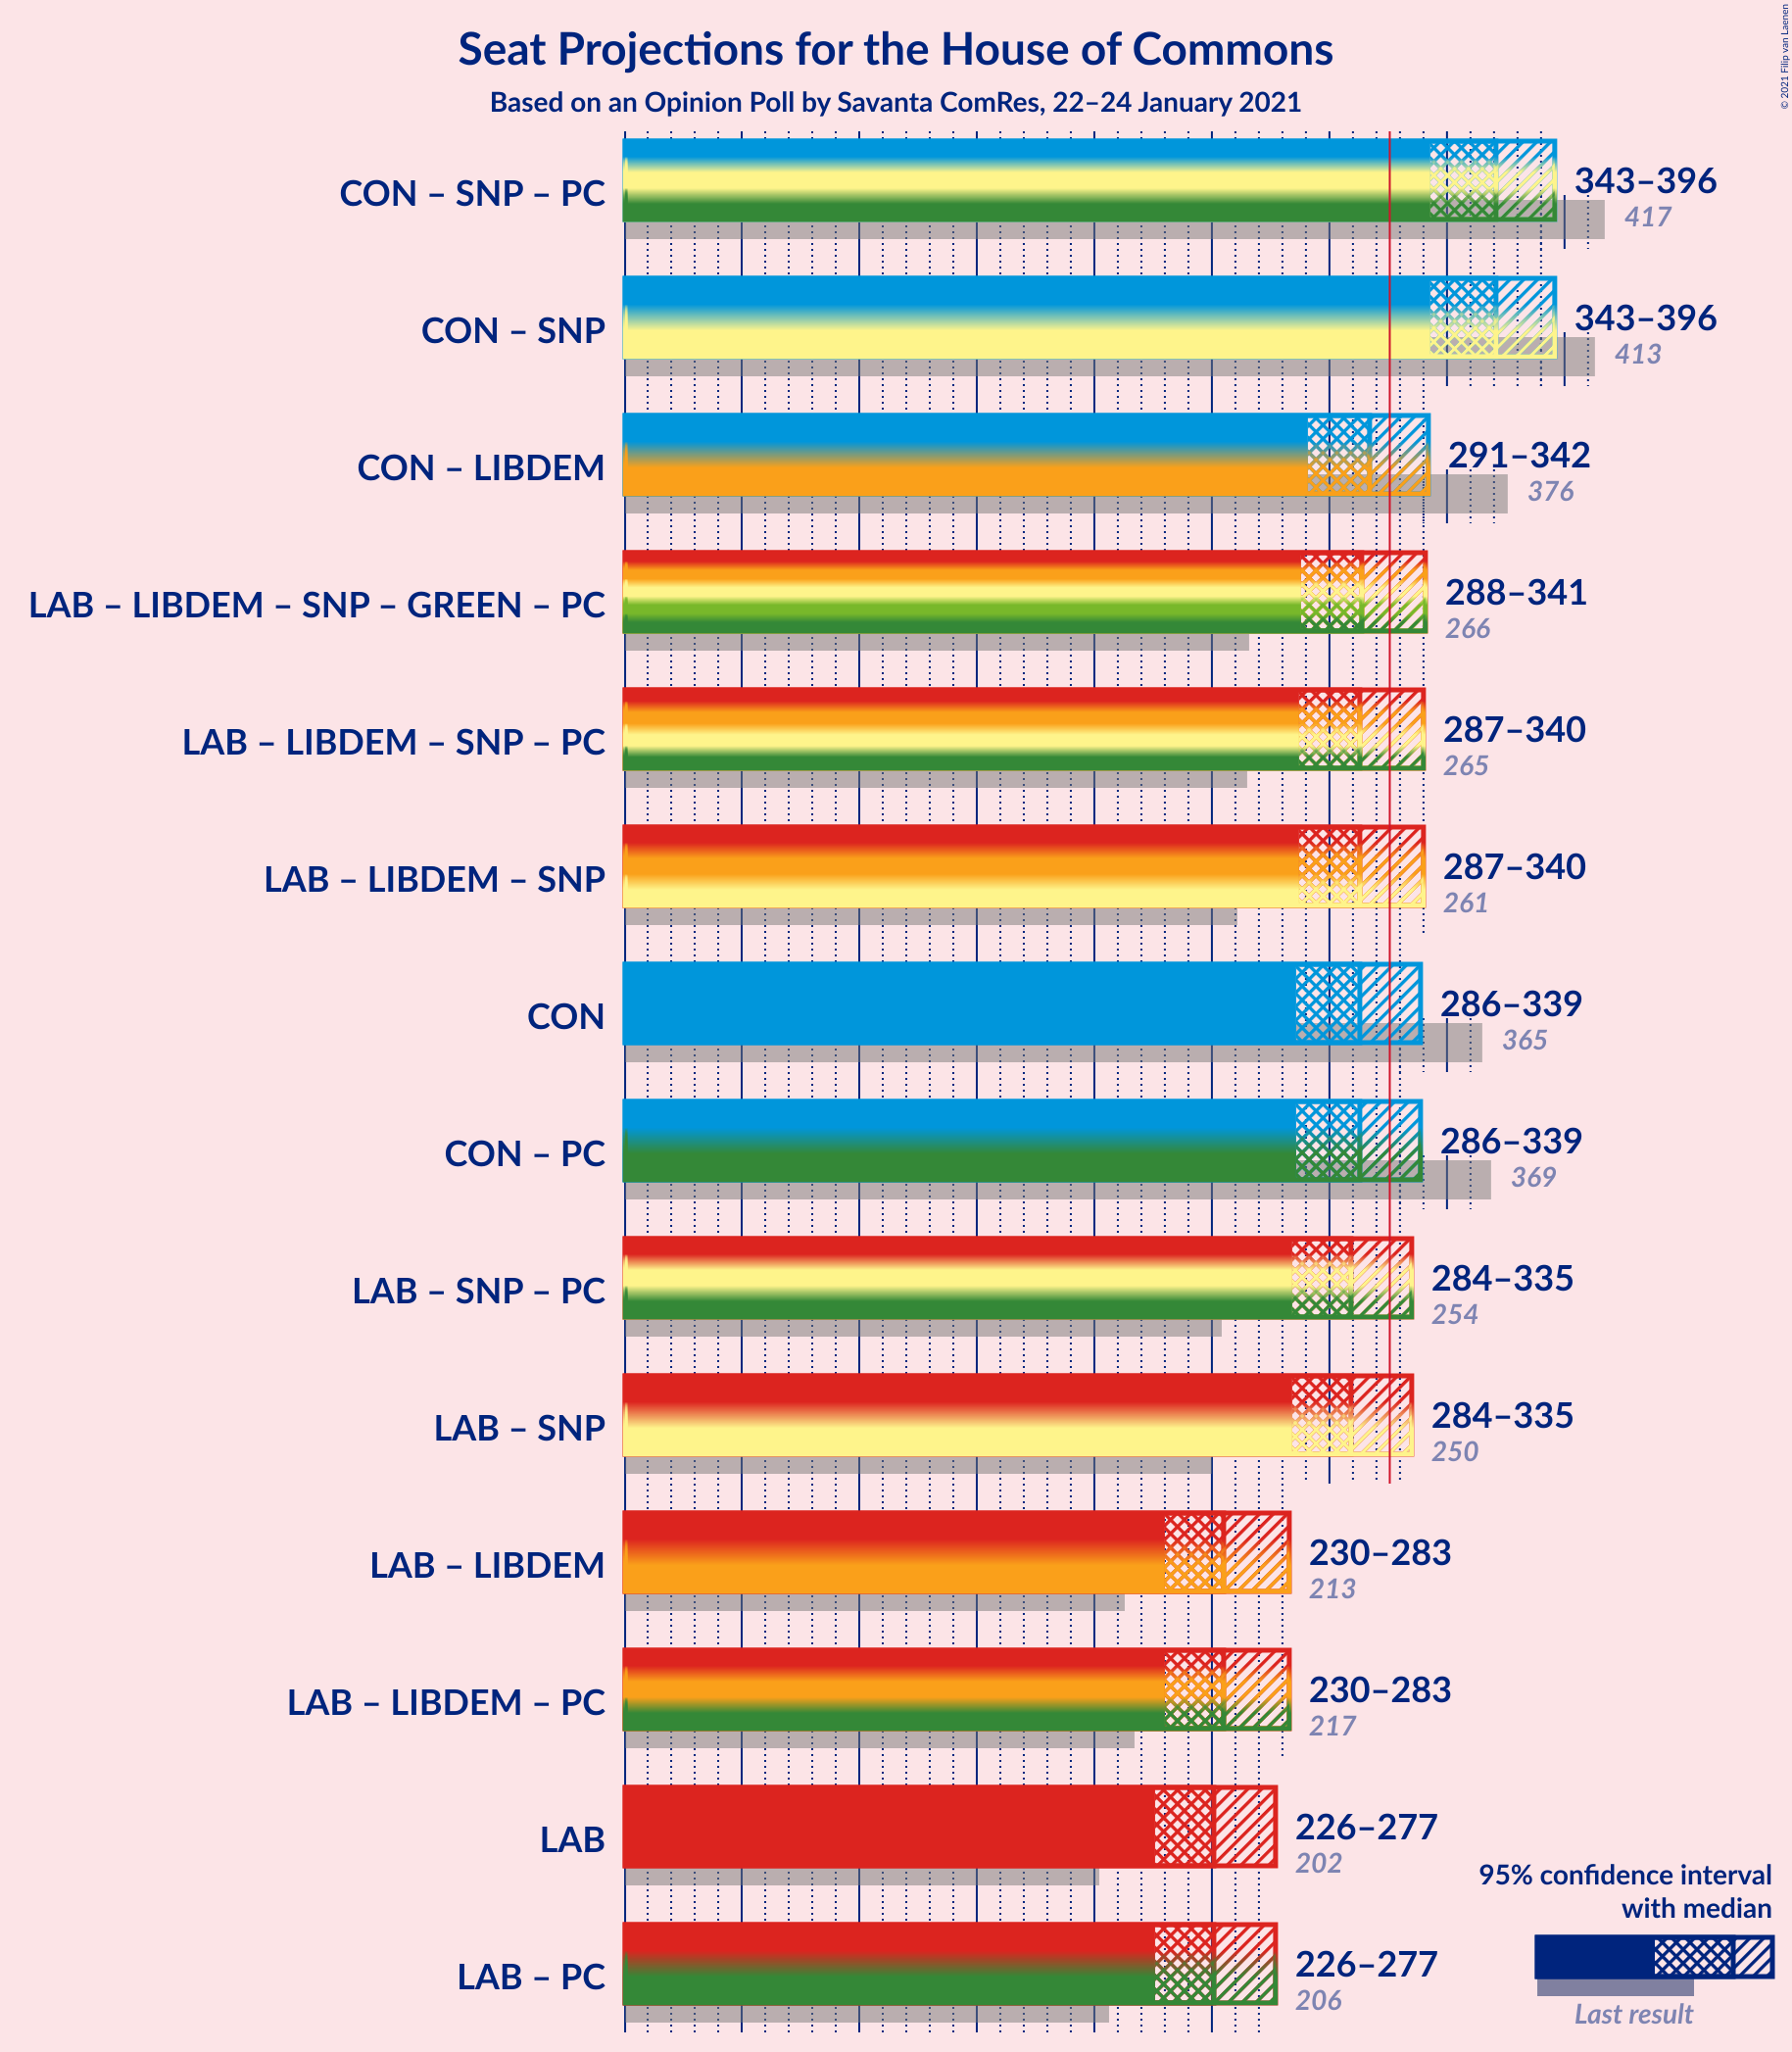 Seat Projections for the House of Commons
Based on an Opinion Poll by Savanta ComRes, 22–24 January 2021
© 2021 Filip van Laenen
CON – SNP – PC
343–396
417
CON – SNP
343–396
413
CON – LIBDEM
291–342
376
LAB – LIBDEM – SNP – GREEN – PC
288–341
266
LAB – LIBDEM – SNP – PC
287–340
265
LAB – LIBDEM – SNP
287–340
261
CON
286–339
365
CON – PC
286–339
369
LAB – SNP – PC
284–335
254
LAB – SNP
284–335
250
LAB – LIBDEM
230–283
213
LAB – LIBDEM – PC
230–283
217
LAB
226–277
202
LAB – PC
226–277
206
95% confidence interval
with median
Last result